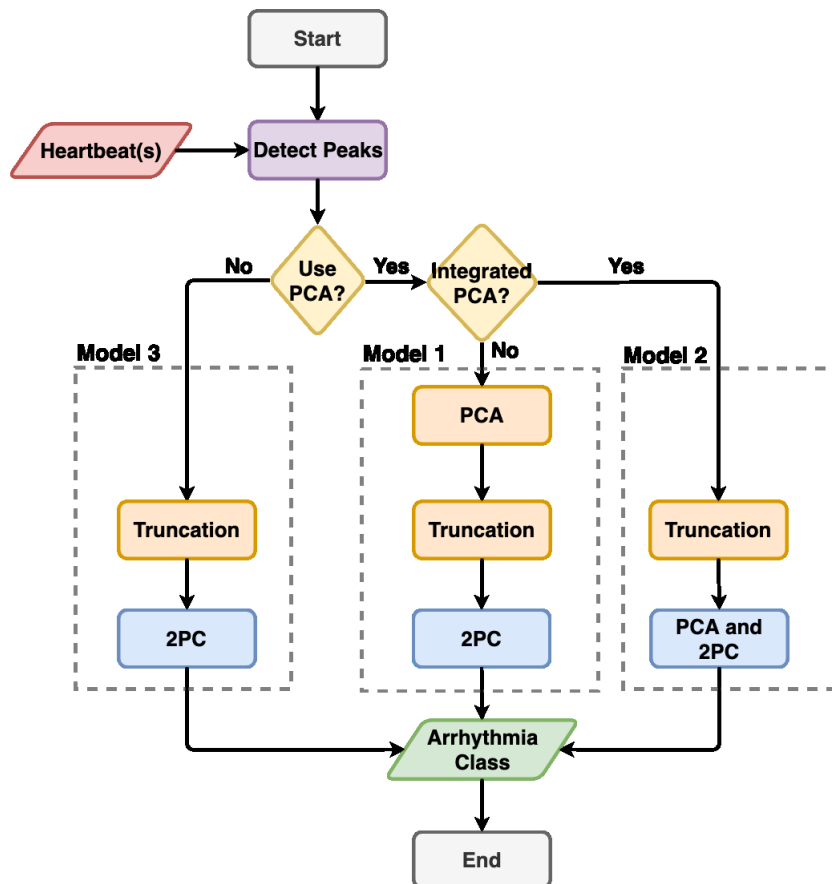 Start
Heartbeat(s)
Detect Peaks
No
Use
PCA?
Yes
Integrated
PCA?
Yes
Model 3
Model 1
No
Model 2
PCA
Truncation
Truncation
Truncation
2PC
2PC
PCA and
2PC
Arrhythmia
Class
End